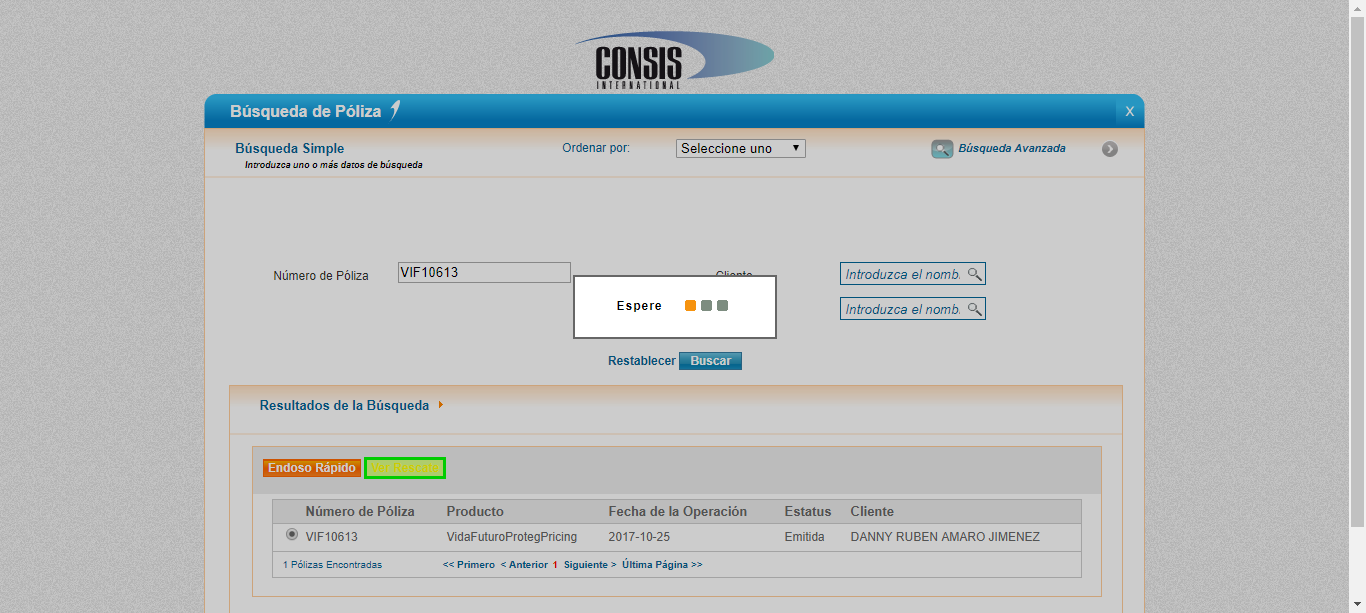 CONSIS
INTERNATIONAL
Búsqueda de Póliza
X
Búsqueda Simple
Introduzca uno o más datos de búsqueda
Ordenar por:
Seleccione uno
Búsqueda Avanzada
Número de Póliza
VIF10613
Cliente
Introduzca el nomb.
Espere
Introduzca el nomb.
Restablecer
Buscar
Resultados de la Búsqueda
Endoso Rápido
Número de Póliza Producto Fecha de la Operación Estatus Cliente
VIF10613 VidaFuturoProtegPricing 2017-10-25 Emitida DANNY RUBEN AMARO JIMENEZ
1 Pólizas Encontradas << Primero < Anterior 1 Siguiente > Última Página >>